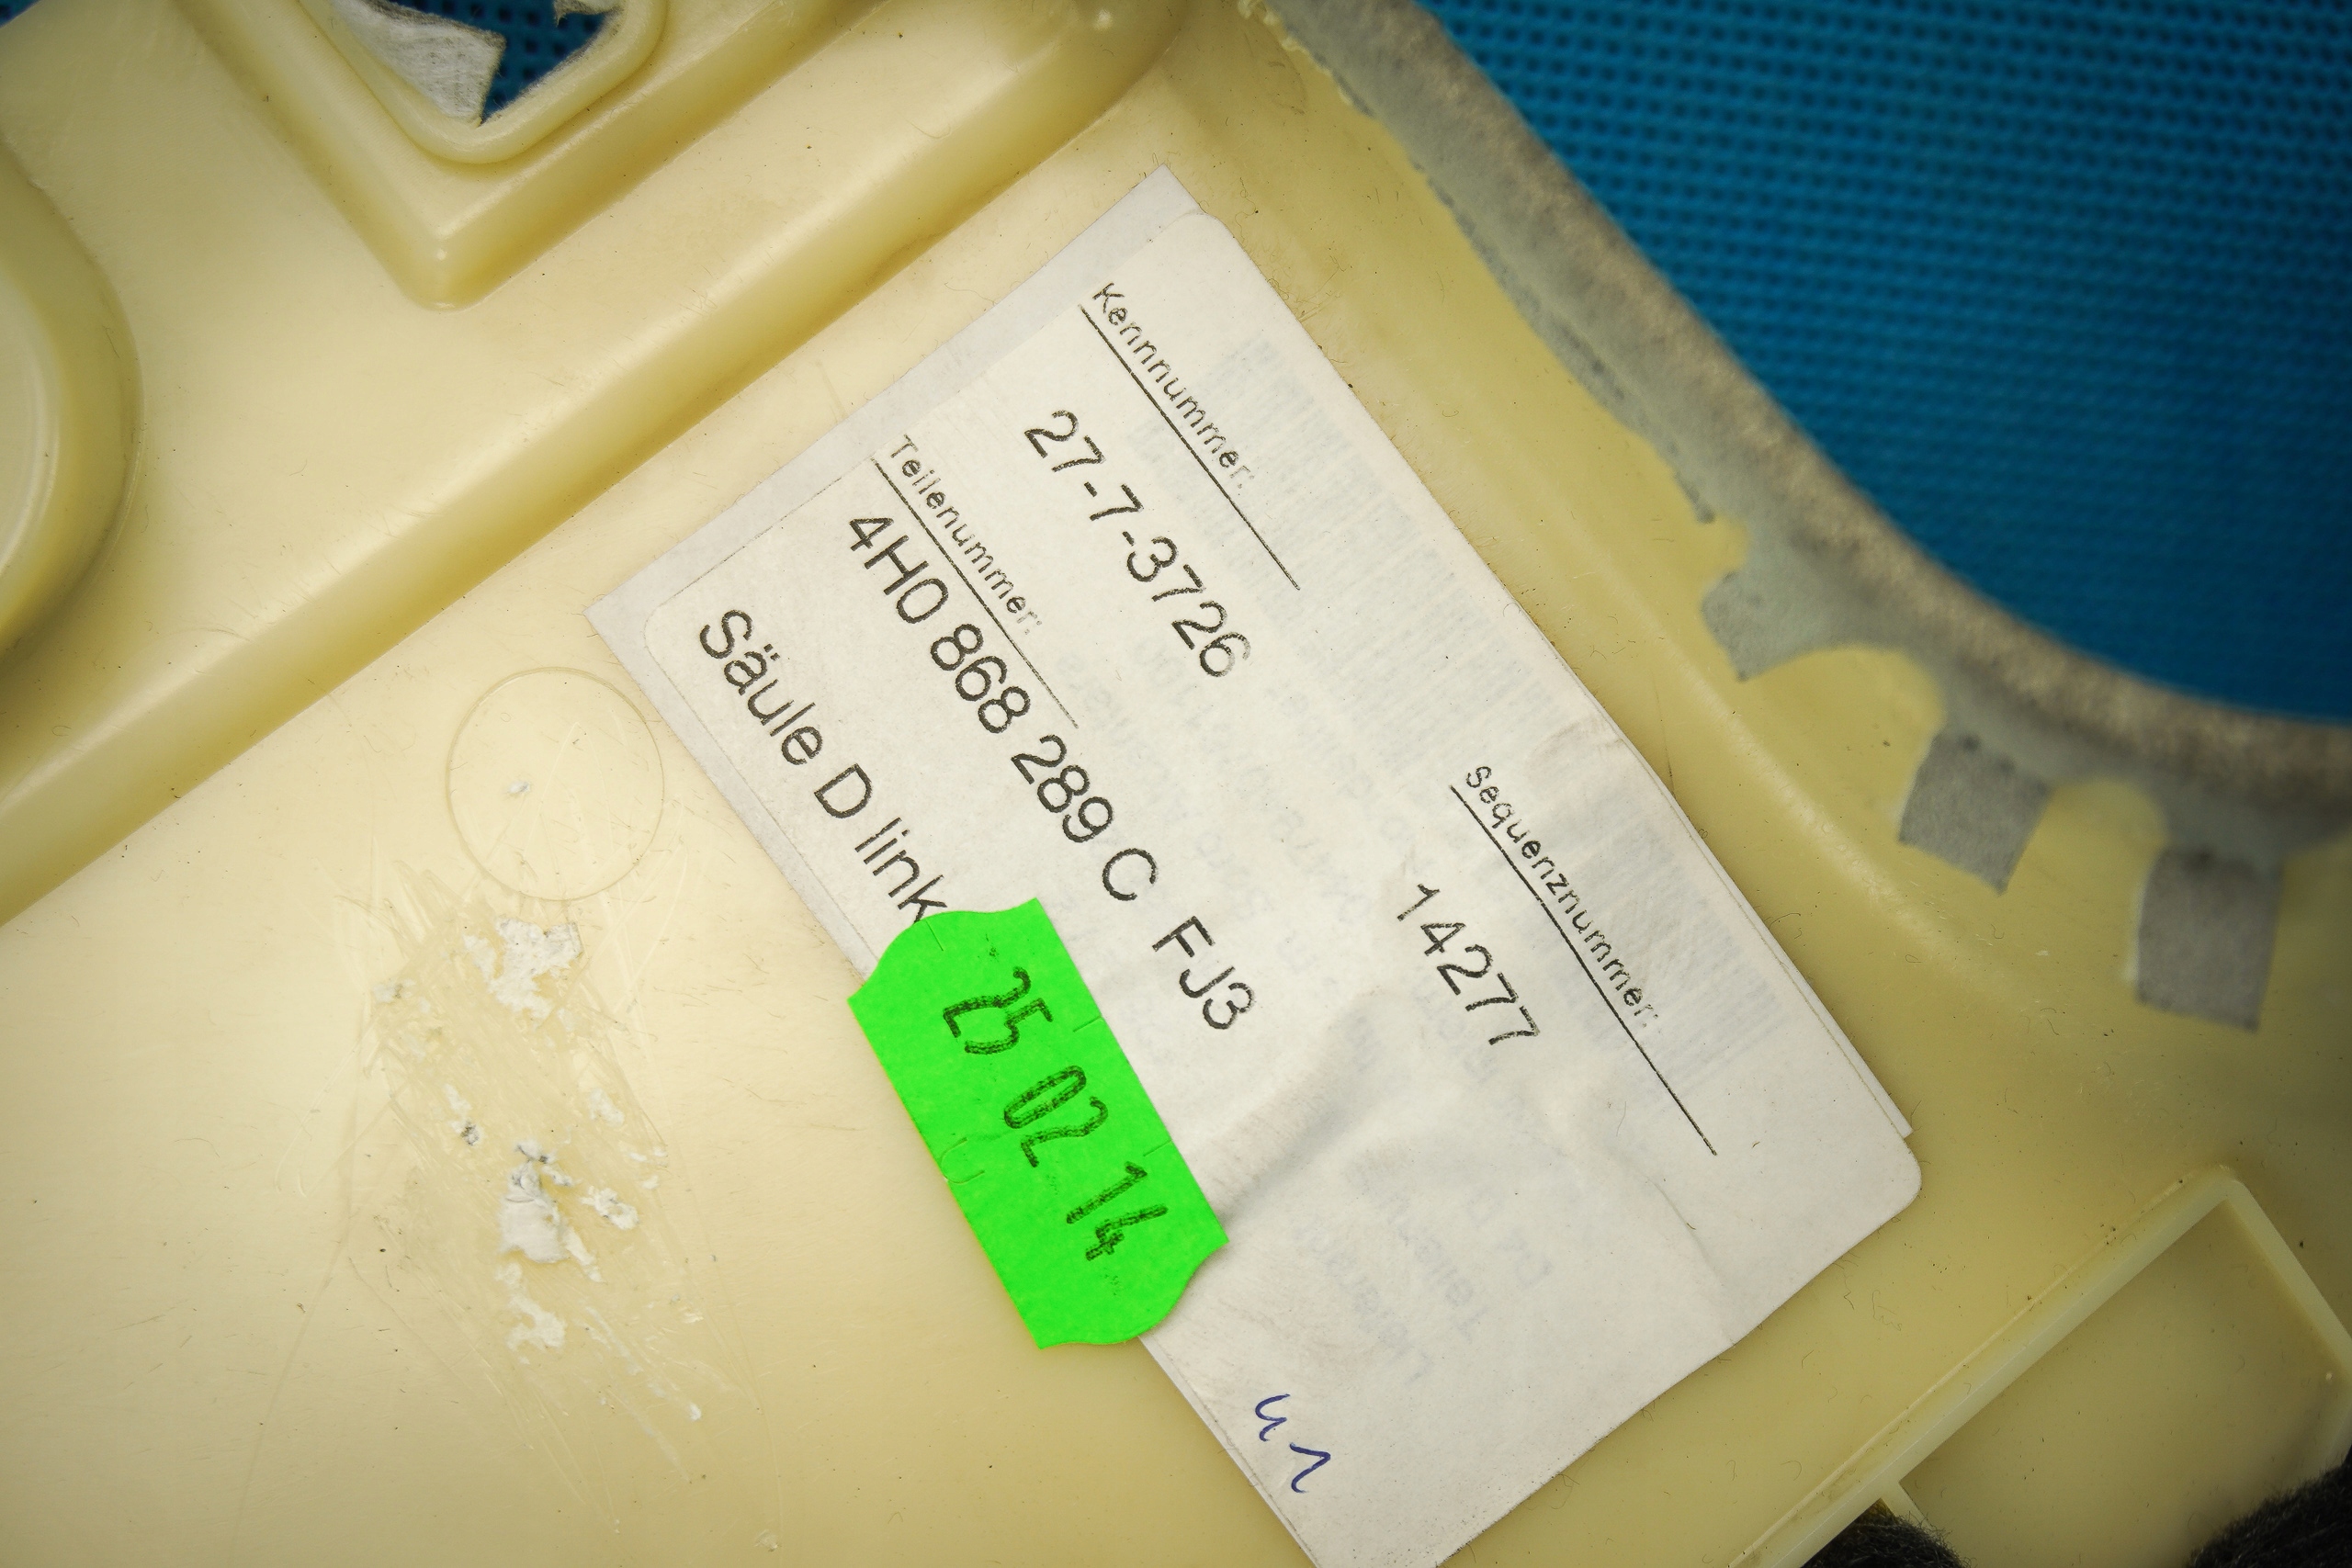 Kennnummer:
27-7-3726
Sequenznummer:
14277
Teilenummer:
4H0 868 289 C FJ3
Säule D link
25 02 14